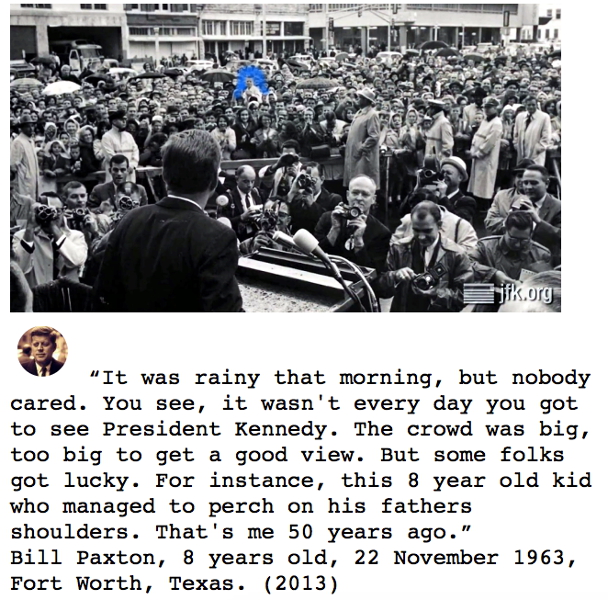 jfk.org
“It was rainy that morning, but nobody
cared. You see, it wasn't every day you got
to see President Kennedy. The crowd was big,
too big to get a good view. But some folks
got lucky. For instance, this 8 year old kid
who managed to perch on his fathers
shoulders. That's me 50 years ago.”
Bill Paxton, 8 years old, 22 November 1963,
Fort Worth, Texas. (2013)